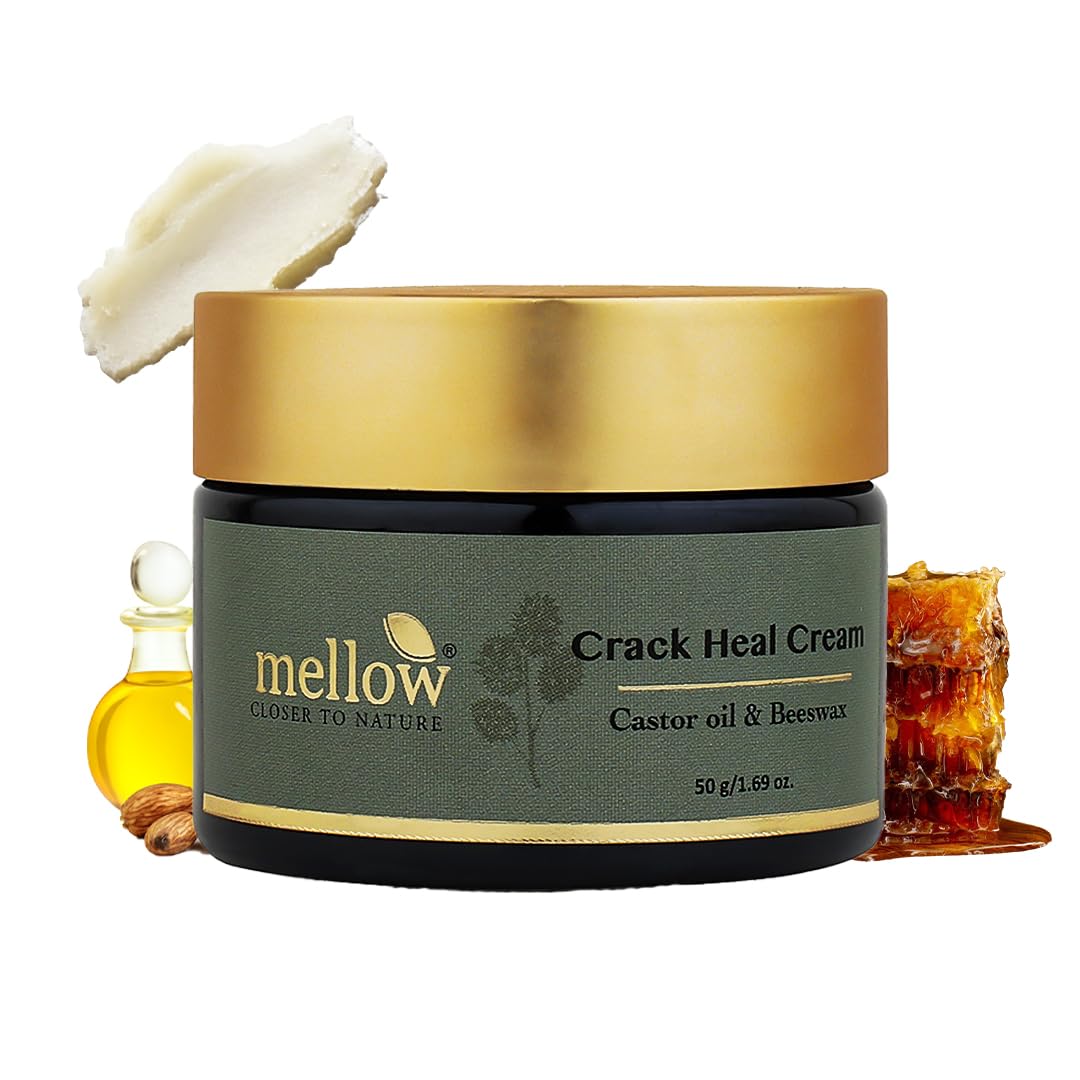 mellow®
CLOSER TO NATURE
Crack Heal Cream
Castor oil & Beeswax
50 g/1.69 oz.